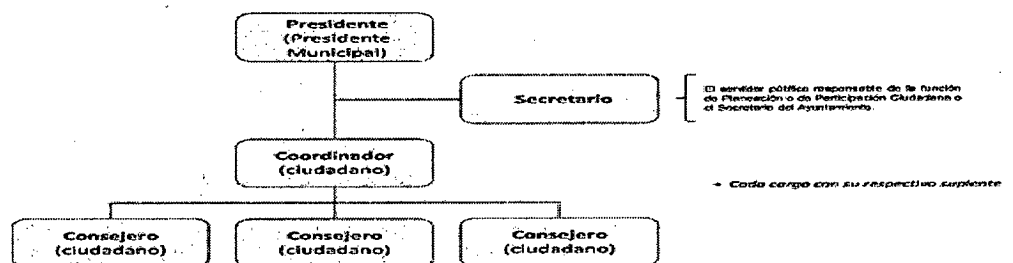 Presidente
(Presidente
Municipal)
Secretario
El servidor público responsable de la función
de Planeación o de Participación Ciudadana o
el Secretario del Ayuntamiento.
Coordinador
(ciudadano)
* Cada cargo con su respectivo suplente
Consejero
(ciudadano)
Consejero
(ciudadano)
Consejero
(ciudadano)